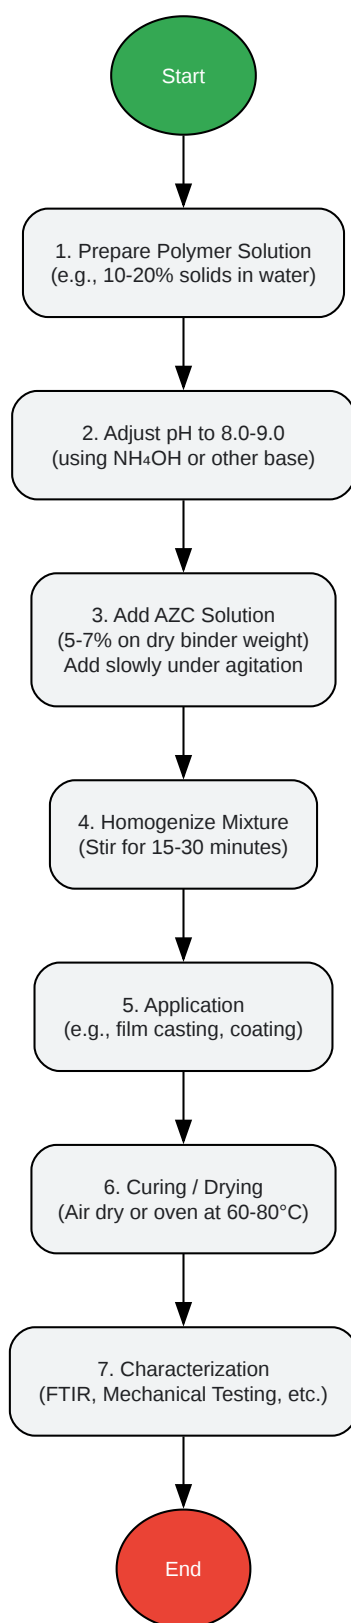 Start
1. Prepare Polymer Solution
(e.g., 10-20% solids in water)
2. Adjust pH to 8.0-9.0
(using NH₄OH or other base)
3. Add AZC Solution
(5-7% on dry binder weight)
Add slowly under agitation
4. Homogenize Mixture
(Stir for 15-30 minutes)
5. Application
(e.g., film casting, coating)
6. Curing / Drying
(Air dry or oven at 60-80°C)
7. Characterization
(FTIR, Mechanical Testing, etc.)
End